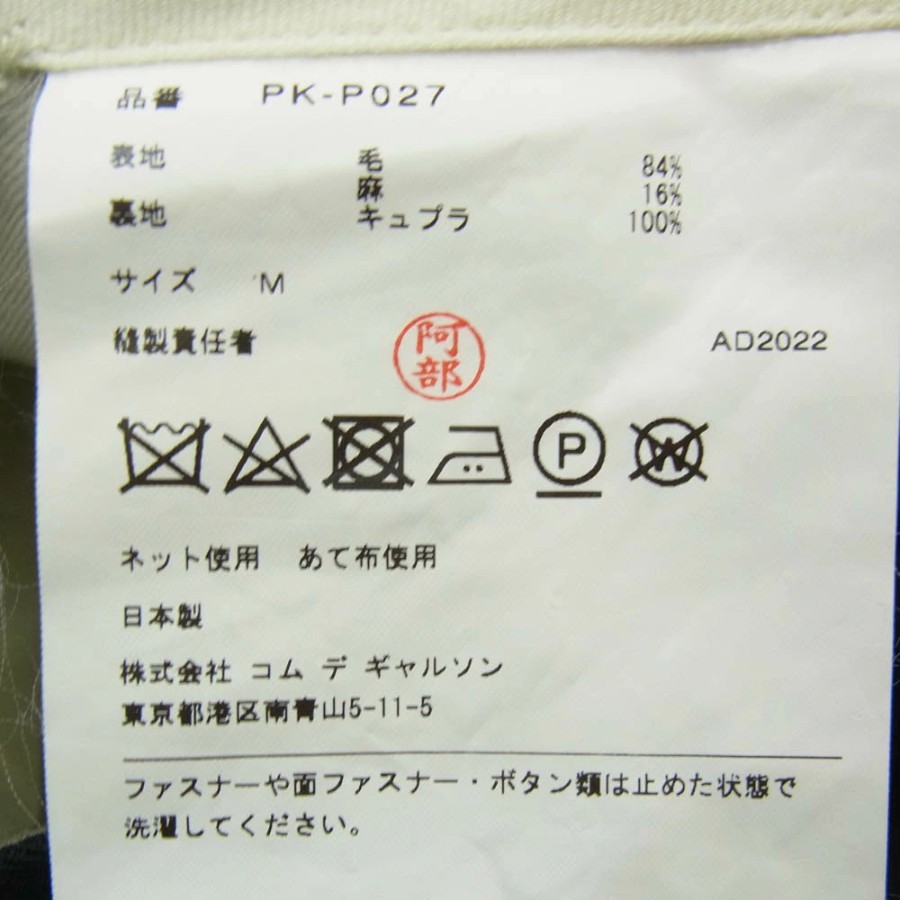 品番 PK-P027
表地 毛 84%
麻 16%
裏地 キュプラ 100%
サイズ M
縫製責任者 阿部 AD2022
P W
ネット使用 あて布使用
日本製
株式会社 コム デ ギャルソン
東京都港区南青山5-11-5
ファスナーや面ファスナー・ボタン類は止めた状態で
洗濯してください。